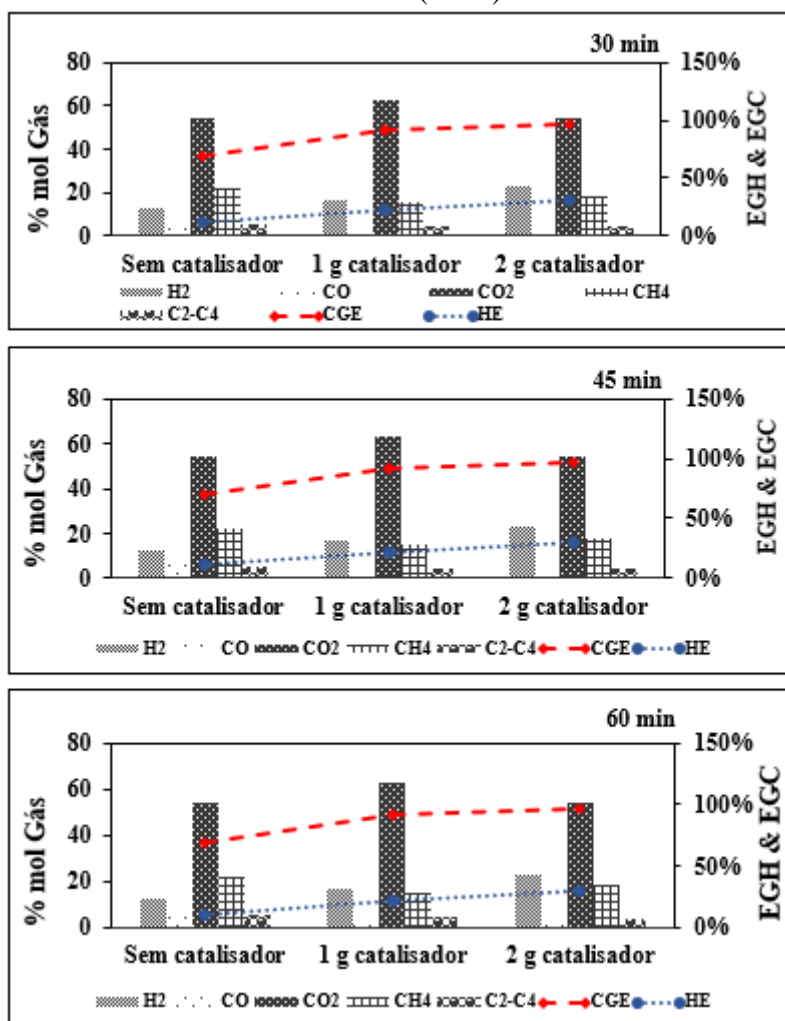 30 min
% mol Gás
80
60
40
20
0
150%
100%
50%
0%
EGH & EGC
Sem catalisador 1 g catalisador 2 g catalisador
H2 CO CO2 CH4
C2-C4 CGE HE
45 min
% mol Gás
80
60
40
20
0
150%
100%
50%
0%
EGH & EGC
Sem catalisador 1 g catalisador 2 g catalisador
H2 CO CO2 CH4 C2-C4 CGE HE
60 min
% mol Gás
80
60
40
20
0
150%
100%
50%
0%
EGH & EGC
Sem catalisador 1 g catalisador 2 g catalisador
H2 CO CO2 CH4 C2-C4 CGE HE